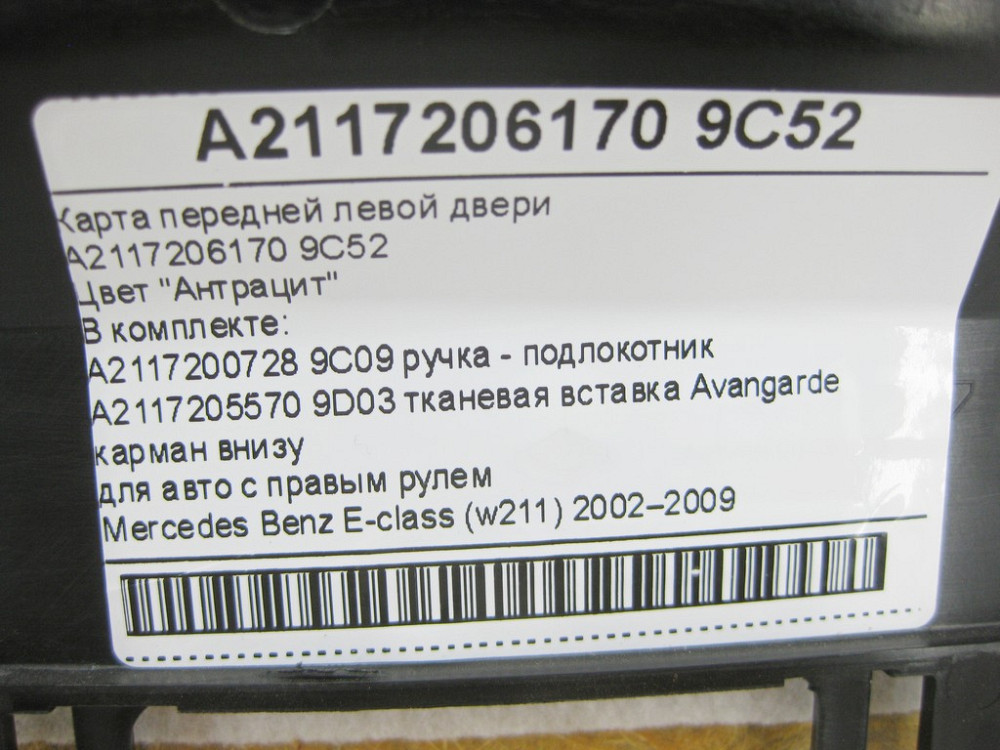 A2117206170 9C52
Карта передней левой двери
A2117206170 9C52
Цвет "Антрацит"
В комплекте:
A2117200728 9C09 ручка - подлокотник
A2117205570 9D03 тканевая вставка Avangarde
карман внизу
для авто с правым рулем
Mercedes Benz E-class (w211) 2002–2009